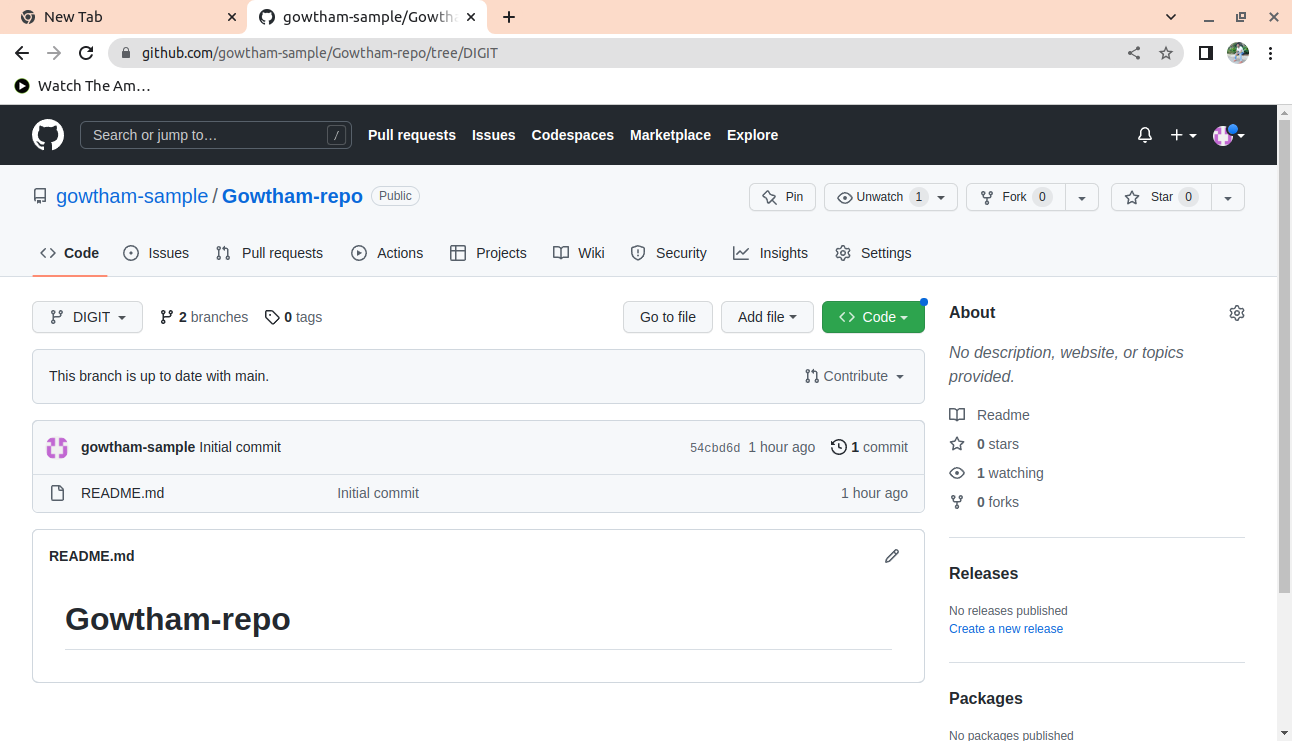 New Tab
gowtham-sample/Gowth
github.com/gowtham-sample/Gowtham-repo/tree/DIGIT
Watch The Am…
Search or jump to… /
Pull requests Issues Codespaces Marketplace Explore
gowtham-sample / Gowtham-repo Public
Pin Unwatch 1 Fork 0 Star 0
Code Issues Pull requests Actions Projects Wiki Security Insights Settings
DIGIT 2 branches 0 tags Go to file Add file Code
This branch is up to date with main. Contribute
gowtham-sample Initial commit 54cbd6d 1 hour ago 1 commit
README.md Initial commit 1 hour ago
README.md
Gowtham-repo
About
No description, website, or topics
provided.
Readme
0 stars
1 watching
0 forks
Releases
No releases published
Create a new release
Packages
No packages published